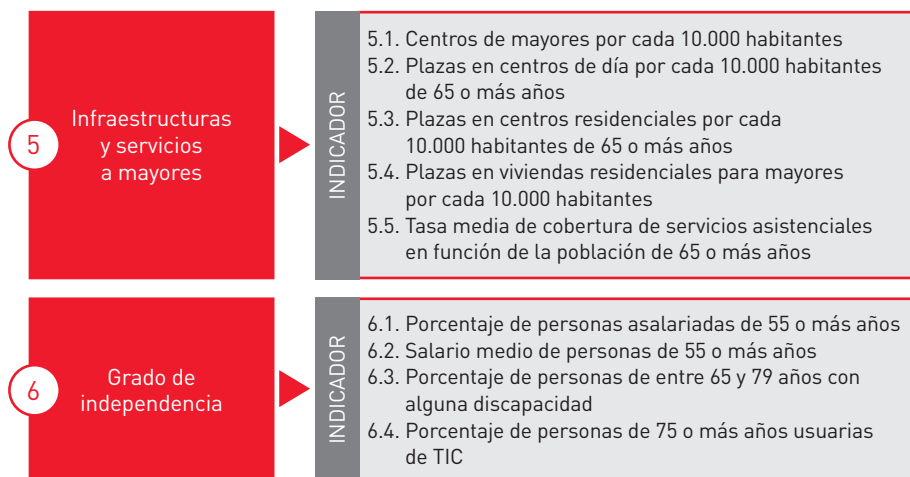 5
Infraestructuras
y servicios
a mayores
INDICADOR
5.1. Centros de mayores por cada 10.000 habitantes
5.2. Plazas en centros de día por cada 10.000 habitantes
de 65 o más años
5.3. Plazas en centros residenciales por cada
10.000 habitantes de 65 o más años
5.4. Plazas en viviendas residenciales para mayores
por cada 10.000 habitantes
5.5. Tasa media de cobertura de servicios asistenciales
en función de la población de 65 o más años
6
Grado de
independencia
INDICADOR
6.1. Porcentaje de personas asalariadas de 55 o más años
6.2. Salario medio de personas de 55 o más años
6.3. Porcentaje de personas de entre 65 y 79 años con
alguna discapacidad
6.4. Porcentaje de personas de 75 o más años usuarias
de TIC